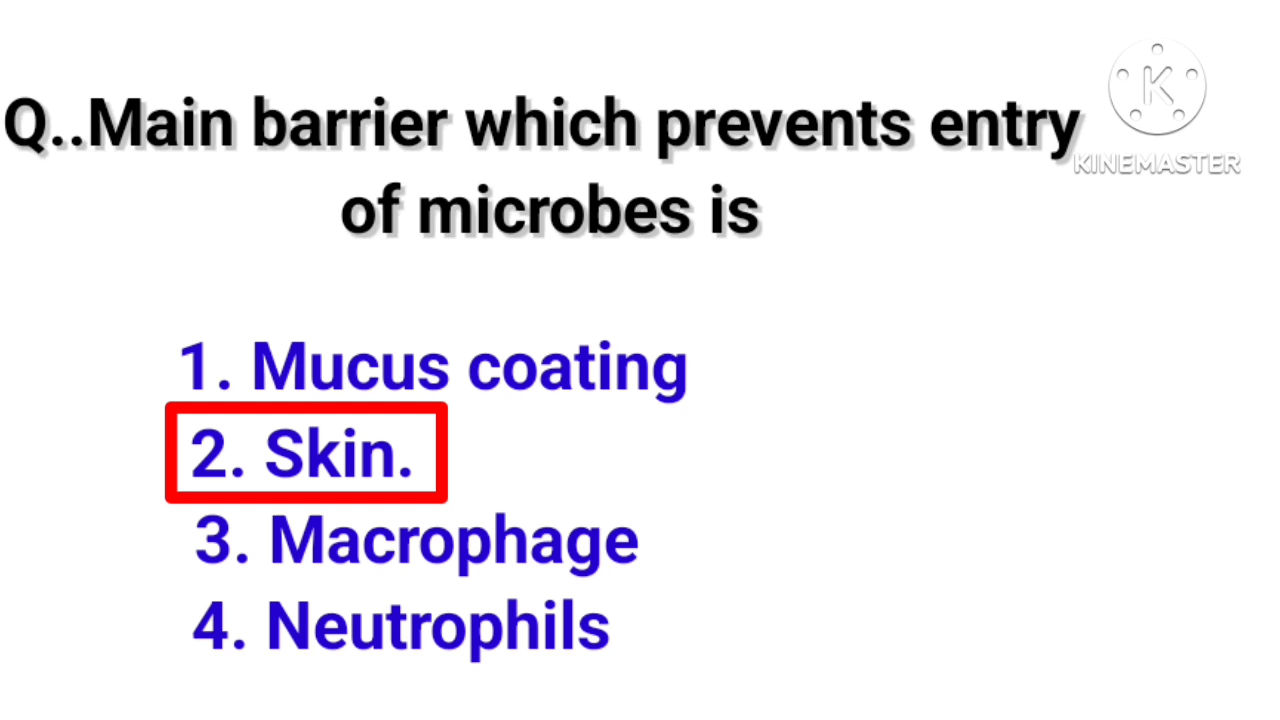 Q..Main barrier which prevents entry
of microbes is
K
KINEMASTER
1. Mucus coating
2. Skin.
3. Macrophage
4. Neutrophils